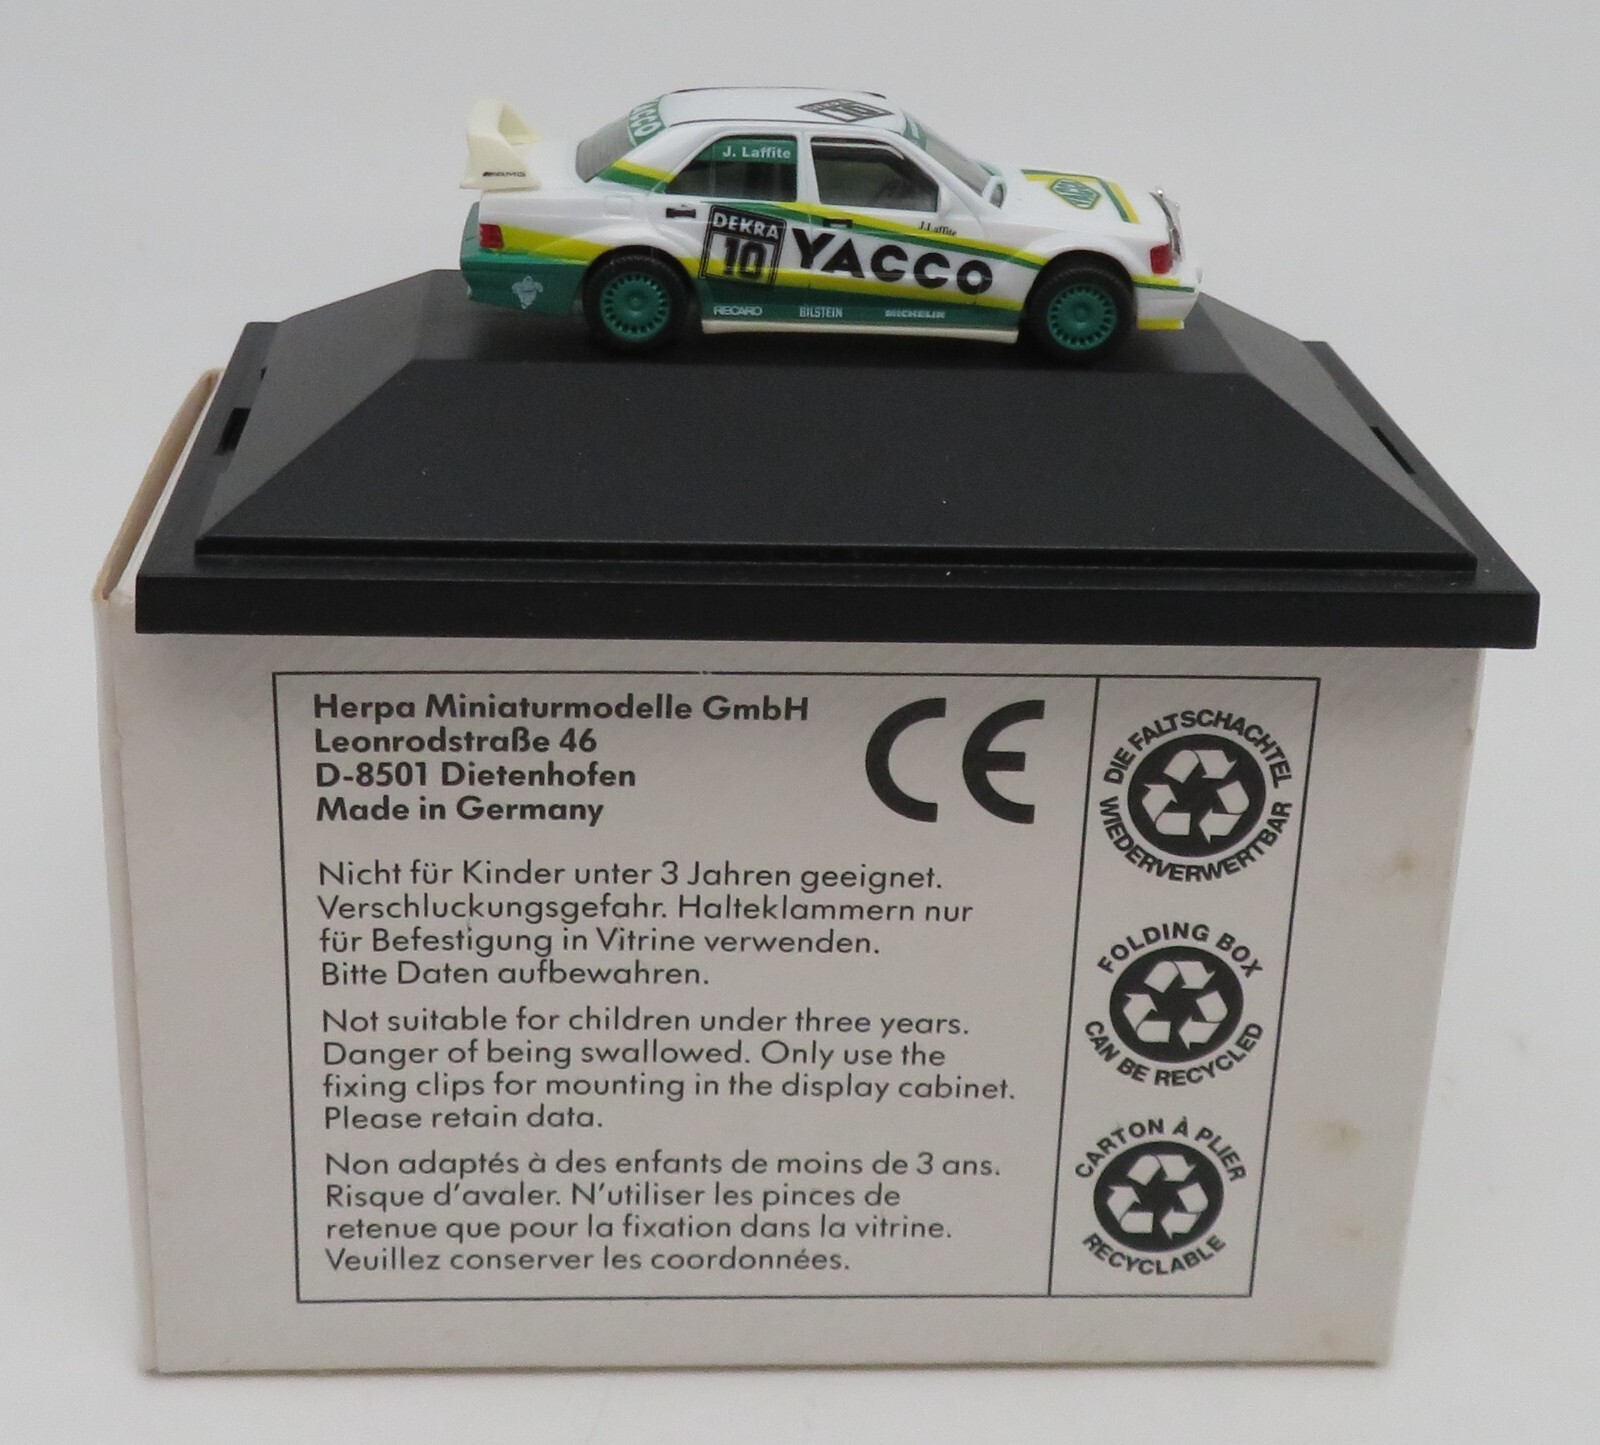 YACCO
J. Laffite
AMG
J. Laffite
DEKRA
10
YACCO
RECARO BILSTEIN MICHELIN
YACCO
Herpa Miniaturmodelle GmbH
Leonrodstraße 46
D-8501 Dietenhofen
Made in Germany
CE
Nicht für Kinder unter 3 Jahren geeignet.
Verschluckungsgefahr. Halteklammern nur
für Befestigung in Vitrine verwenden.
Bitte Daten aufbewahren.
Not suitable for children under three years.
Danger of being swallowed. Only use the
fixing clips for mounting in the display cabinet.
Please retain data.
Non adaptés à des enfants de moins de 3 ans.
Risque d'avaler. N'utiliser les pinces de
retenue que pour la fixation dans la vitrine.
Veuillez conserver les coordonnées.
DIE FALTSCHACHTEL
WIEDERVERWERTBAR
FOLDING BOX
CAN BE RECYCLED
CARTON À PLIER
RECYCLABLE